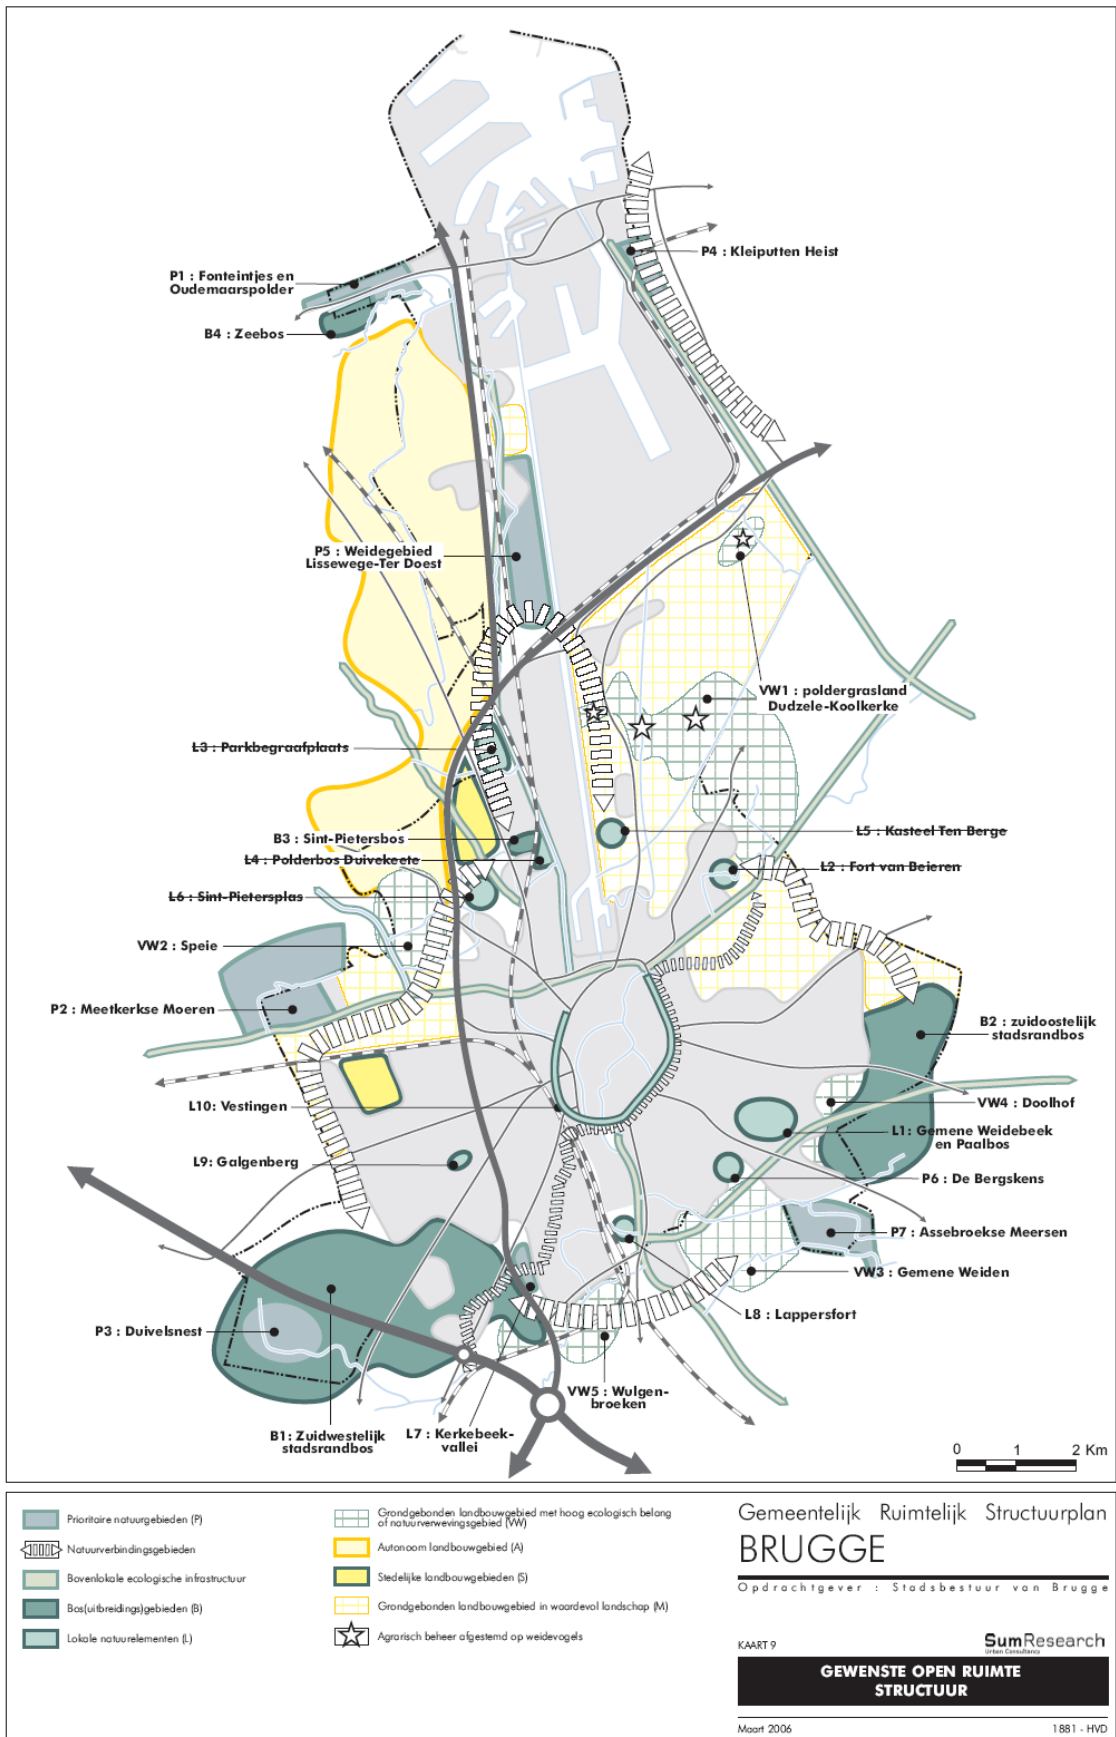 P4 : Kleiputten Heist
P1 : Fonteintjes en
Oudemaarspolder
B4 : Zeebos
P5 : Weidegebied
Lissewege-Ter Doest
VW1 : poldergrasland
Dudzele-Koolkerke
L3 : Parkbegraafplaats
B3 : Sint-Pietersbos
L4 : Polderbos Duivekeete
L5 : Kasteel Ten Berge
L2 : Fort van Beieren
L6 : Sint-Pietersplas
VW2 : Speie
P2 : Meetkerkse Moeren
B2 : zuidoostelijk
stadsrandbos
L10: Vestingen
VW4 : Doolhof
L1: Gemene Weidebeek
en Paalbos
L9: Galgenberg
P6 : De Bergskens
P7 : Assebroekse Meersen
VW3 : Gemene Weiden
L8 : Lappersfort
P3 : Duivelsnest
VW5 : Wulgen-
broeken
B1: Zuidwestelijk
stadsrandbos
L7 : Kerkebeek-
vallei
0 1 2 Km
Prioritaire natuurgebieden (P)
Natuurverbindingsgebieden
Bovenlokale ecologische infrastructuur
Bos(uitbreidings)gebieden (B)
Lokale natuurelementen (L)
Grondgebonden landbouwgebied met hoog ecologisch belang
of natuurverwevingsgebied (VW)
Autonoom landbouwgebied (A)
Stedelijke landbouwgebieden (S)
Grondgebonden landbouwgebied in waardevol landschap (M)
Agrarisch beheer afgestemd op weidevogels
Gemeentelijk Ruimtelijk Structuurplan
BRUGGE
Opdrachtgever : Stadsbestuur van Brugge
KAART 9
SumResearch
Urban Consultancy
GEWENSTE OPEN RUIMTE
STRUCTUUR
Maart 2006
1881 - HVD